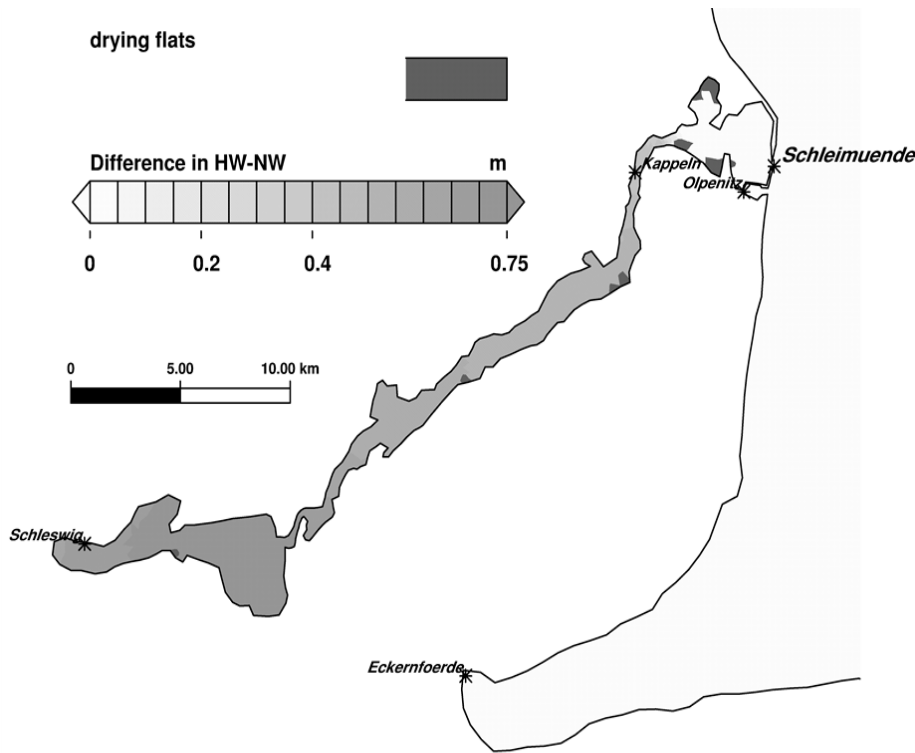 drying flats
Difference in HW-NW m
0 0.2 0.4 0.75
0 5.00 10.00 km
Schleimuende
Kappeln
Olpenitz
Schleswig
Eckernfoerde